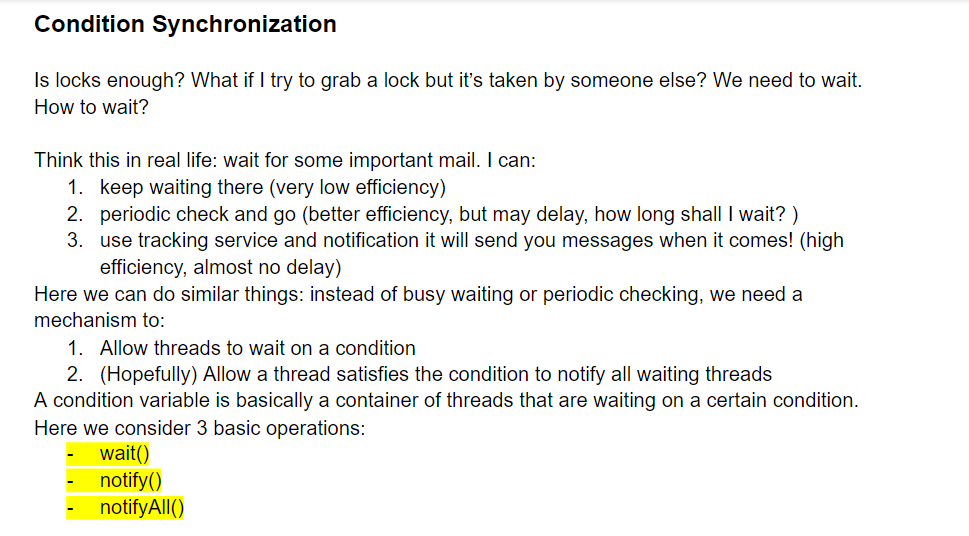 Condition Synchronization
Is locks enough? What if I try to grab a lock but it's taken by someone else? We need to wait.
How to wait?
Think this in real life: wait for some important mail. I can:
1. keep waiting there (very low efficiency)
2. periodic check and go (better efficiency, but may delay, how long shall I wait? )
3. use tracking service and notification it will send you messages when it comes! (high
efficiency, almost no delay)
Here we can do similar things: instead of busy waiting or periodic checking, we need a
mechanism to:
1. Allow threads to wait on a condition
2. (Hopefully) Allow a thread satisfies the condition to notify all waiting threads
A condition variable is basically a container of threads that are waiting on a certain condition.
Here we consider 3 basic operations:
- wait()
- notify()
- notifyAll()